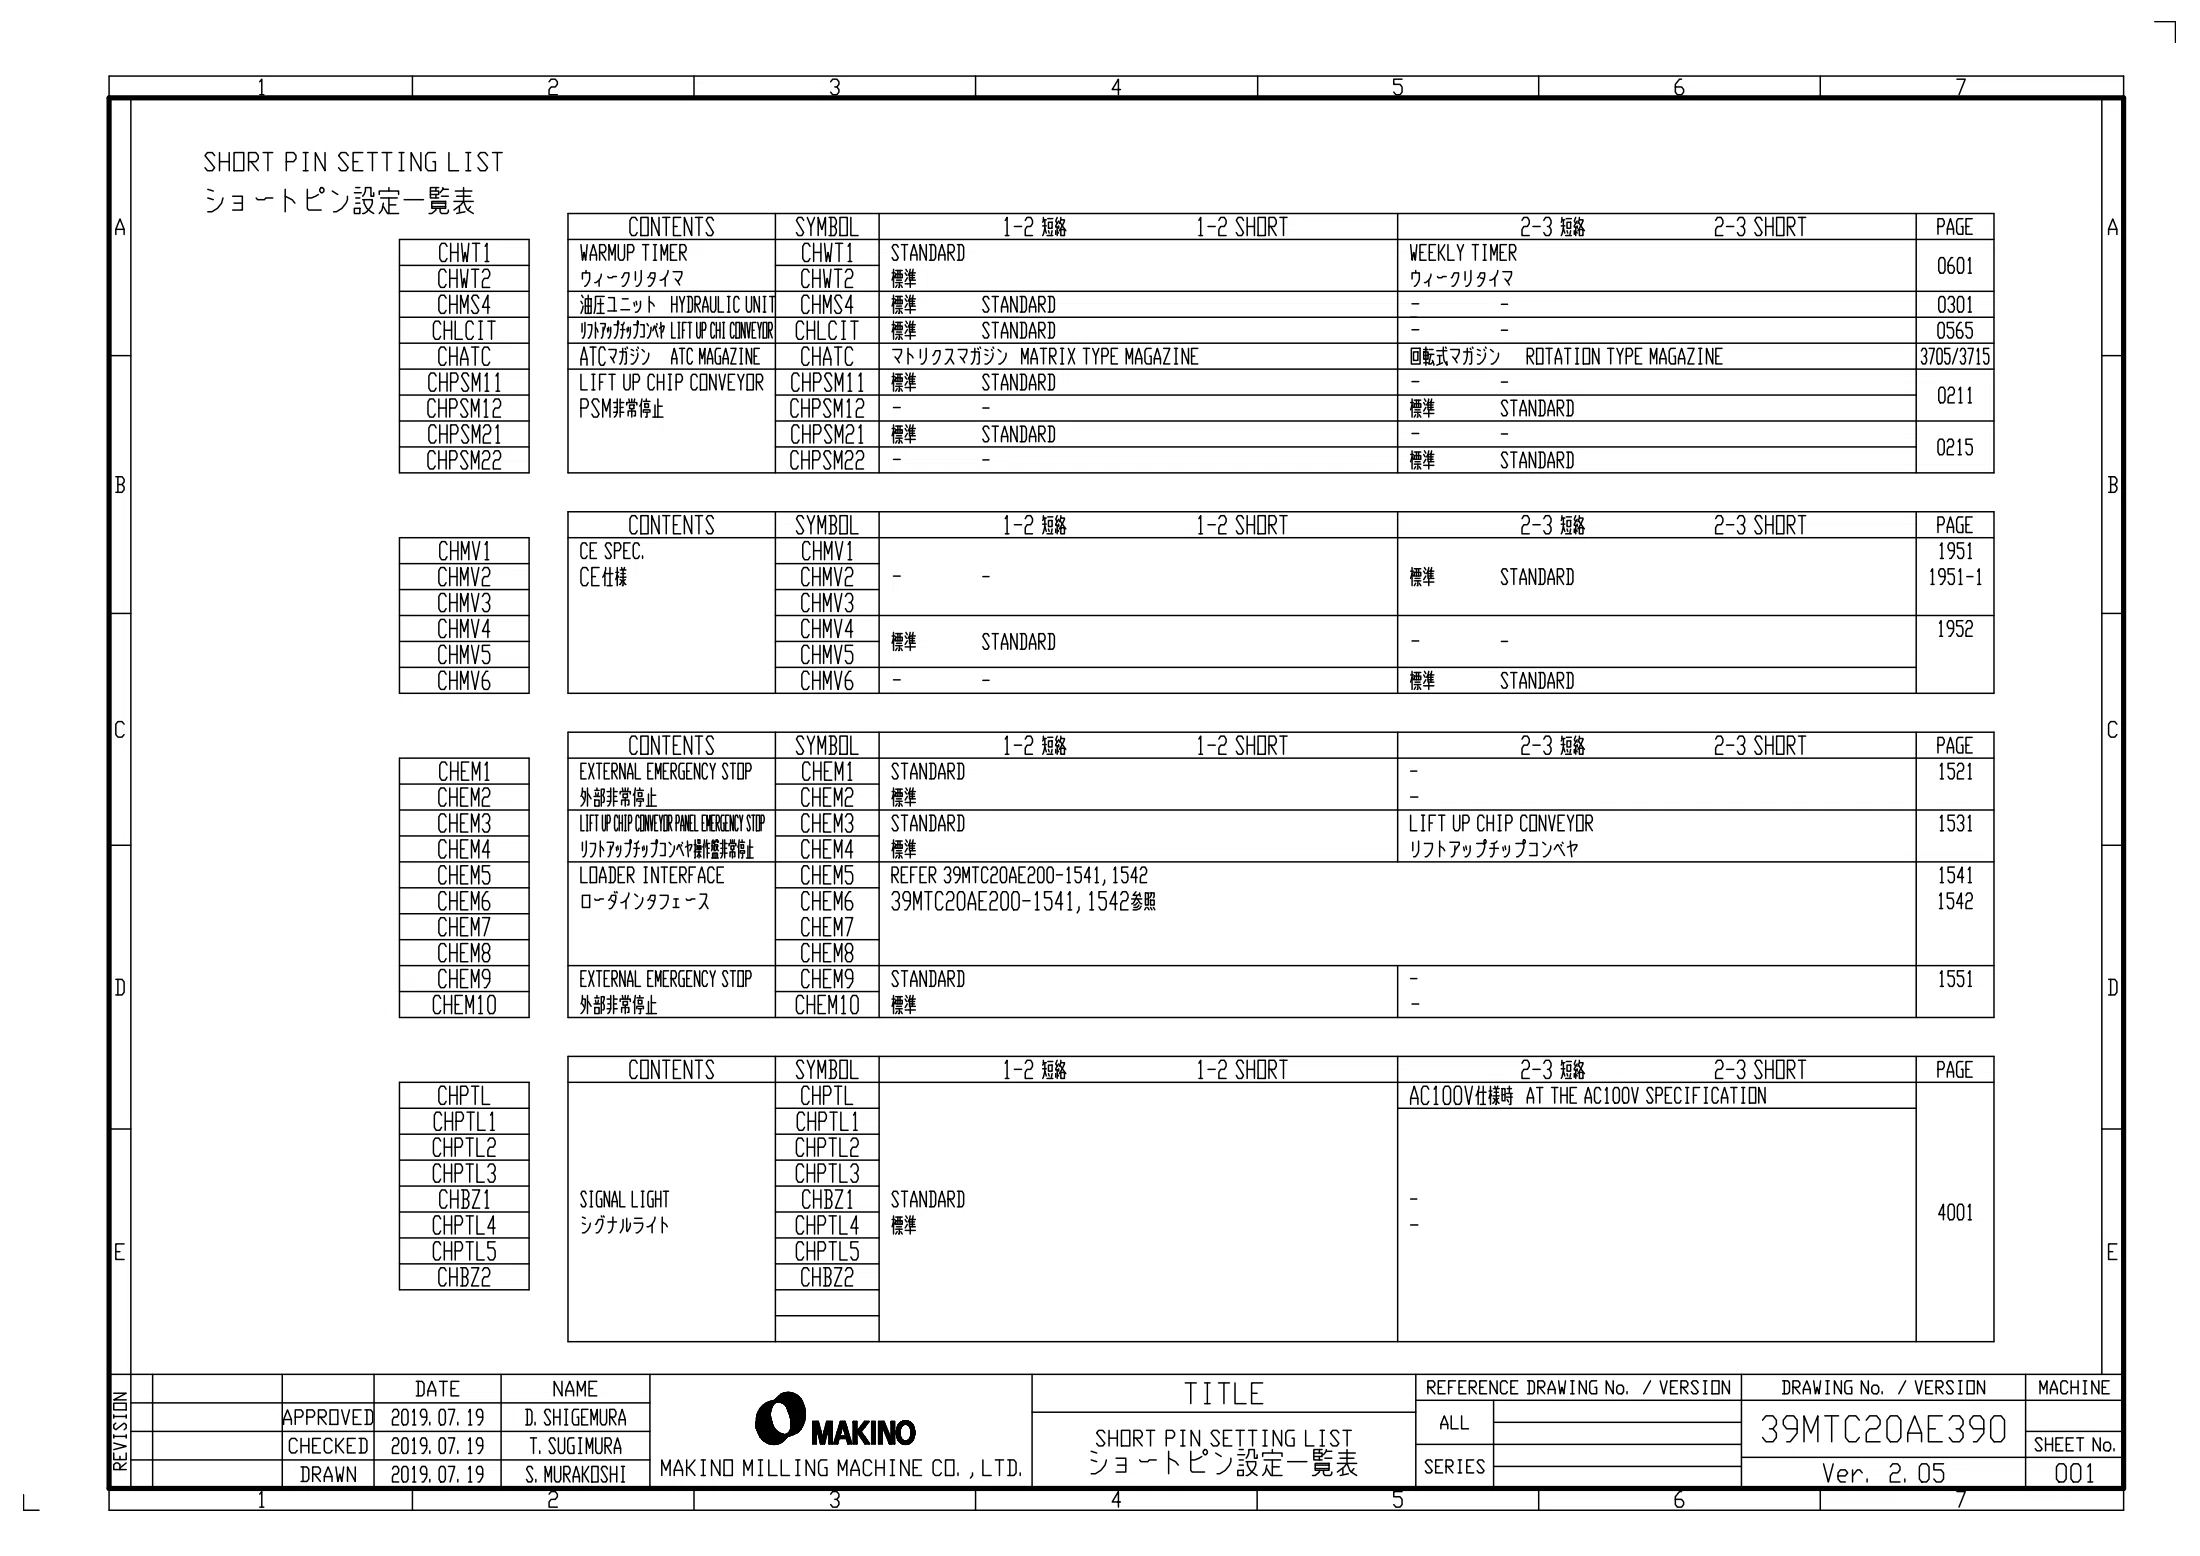 1 2 3 4 5 6 7
SHORT PIN SETTING LIST
ショートピン設定一覧表
A A
CONTENTS SYMBOL 1-2 短絡 1-2 SHORT 2-3 短絡 2-3 SHORT PAGE
CHWT1 WARMUP TIMER CHWT1 STANDARD WEEKLY TIMER 0601
CHWT2 ウィークリタイマ CHWT2 標準 ウィークリタイマ
CHMS4 油圧ユニット HYDRAULIC UNIT CHMS4 標準 STANDARD - - 0301
CHLCIT リフトアップチップコンベヤ LIFT UP CHI CONVEYOR CHLCIT 標準 STANDARD - - 0565
CHATC ATCマガジン ATC MAGAZINE CHATC マトリクスマガジン MATRIX TYPE MAGAZINE 回転式マガジン ROTATION TYPE MAGAZINE 3705/3715
CHPSM11 LIFT UP CHIP CONVEYOR CHPSM11 標準 STANDARD - - 0211
CHPSM12 PSM非常停止 CHPSM12 - - 標準 STANDARD
CHPSM21 CHPSM21 標準 STANDARD - - 0215
CHPSM22 CHPSM22 - - 標準 STANDARD
B B
CONTENTS SYMBOL 1-2 短絡 1-2 SHORT 2-3 短絡 2-3 SHORT PAGE
CHMV1 CE SPEC. CHMV1 1951
CHMV2 CE仕様 CHMV2 - - 標準 STANDARD 1951-1
CHMV3 CHMV3
CHMV4 CHMV4 標準 STANDARD - - 1952
CHMV5 CHMV5
CHMV6 CHMV6 - - 標準 STANDARD
C C
CONTENTS SYMBOL 1-2 短絡 1-2 SHORT 2-3 短絡 2-3 SHORT PAGE
CHEM1 EXTERNAL EMERGENCY STOP CHEM1 STANDARD - 1521
CHEM2 外部非常停止 CHEM2 標準 -
CHEM3 LIFT UP CHIP CONVEYOR PANEL EMERGENCY STOP CHEM3 STANDARD LIFT UP CHIP CONVEYOR 1531
CHEM4 リフトアップチップコンベヤ操作盤非常停止 CHEM4 標準 リフトアップチップコンベヤ
CHEM5 LOADER INTERFACE CHEM5 REFER 39MTC20AE200-1541, 1542 1541
CHEM6 ローダインタフェース CHEM6 39MTC20AE200-1541, 1542参照 1542
CHEM7 CHEM7
CHEM8 CHEM8
CHEM9 EXTERNAL EMERGENCY STOP CHEM9 STANDARD - 1551
D D
CHEM10 外部非常停止 CHEM10 標準 -
CONTENTS SYMBOL 1-2 短絡 1-2 SHORT 2-3 短絡 2-3 SHORT PAGE
CHPTL CHPTL AC100V仕様時 AT THE AC100V SPECIFICATION
CHPTL1 CHPTL1
CHPTL2 CHPTL2
CHPTL3 CHPTL3
CHBZ1 SIGNAL LIGHT CHBZ1 STANDARD - 4001
CHPTL4 シグナルライト CHPTL4 標準 -
CHPTL5 CHPTL5
E E
CHBZ2 CHBZ2
REVISION
DATE NAME
APPROVED 2019.07.19 D. SHIGEMURA
CHECKED 2019.07.19 T. SUGIMURA
DRAWN 2019.07.19 S. MURAKOSHI
MAKINO
MAKINO MILLING MACHINE CO., LTD.
TITLE
SHORT PIN SETTING LIST
ショートピン設定一覧表
REFERENCE DRAWING No. / VERSION
ALL
SERIES
DRAWING No. / VERSION
39MTC20AE390
Ver. 2.05
MACHINE
SHEET No.
001
1 2 3 4 5 6 7